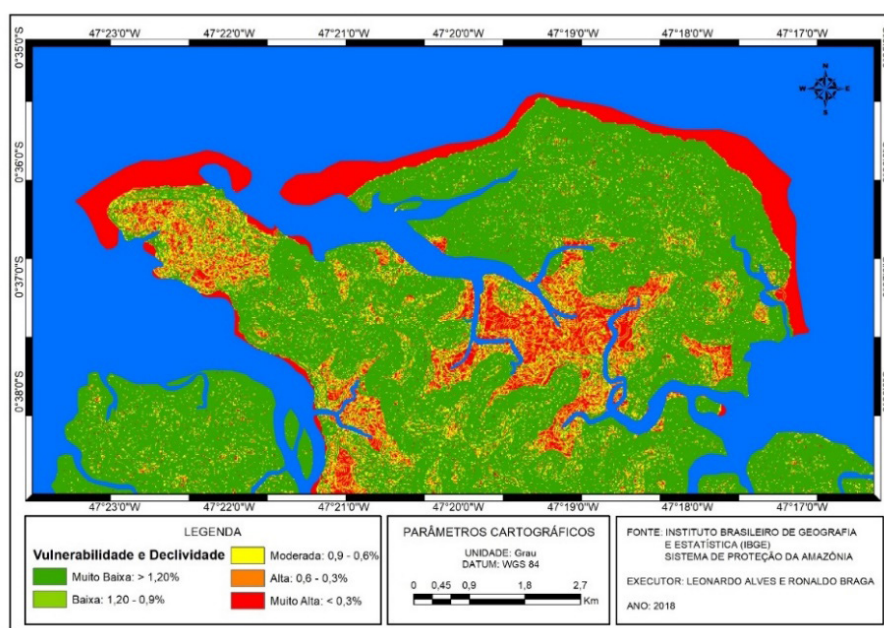 47°23'0"W 47°22'0"W 47°21'0"W 47°20'0"W 47°19'0"W 47°18'0"W 47°17'0"W
0°35'0"S
0°36'0"S
0°37'0"S
0°38'0"S
N
W E
S
47°23'0"W 47°22'0"W 47°21'0"W 47°20'0"W 47°19'0"W 47°18'0"W 47°17'0"W
LEGENDA
Vulnerabilidade e Declividade
Muito Baixa: > 1,20%
Baixa: 1,20 - 0,9%
Moderada: 0,9 - 0,6%
Alta: 0,6 - 0,3%
Muito Alta: < 0,3%
PARÂMETROS CARTOGRÁFICOS
UNIDADE: Grau
DATUM: WGS 84
0 0,45 0,9 1,8 2,7
Km
FONTE: INSTITUTO BRASILEIRO DE GEOGRAFIA
E ESTATÍSTICA (IBGE)
SISTEMA DE PROTEÇÃO DA AMAZÔNIA
EXECUTOR: LEONARDO ALVES E RONALDO BRAGA
ANO: 2018